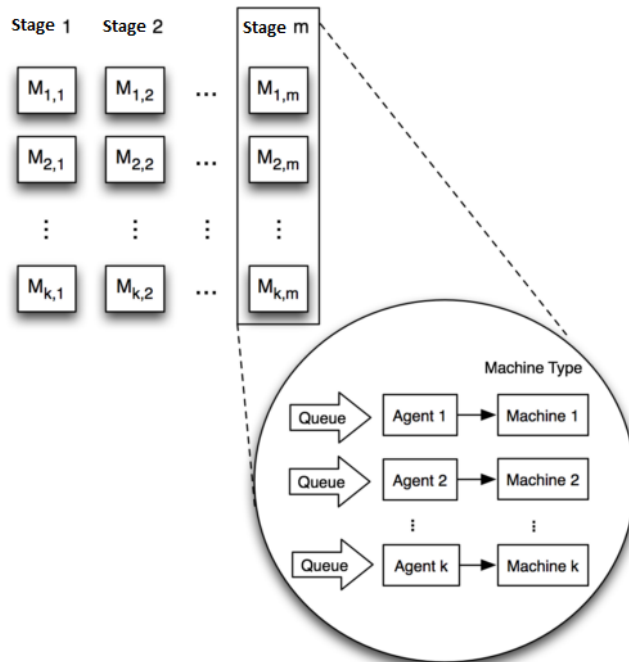 Stage 1 Stage 2 Stage m
M1,1 M1,2 ... M1,m
M2,1 M2,2 M2,m
⋮ ⋮ ⋮ ⋮
Mk,1 Mk,2 ... Mk,m
Machine Type
Queue Agent 1 Machine 1
Queue Agent 2 Machine 2
⋮ ⋮
Queue Agent k Machine k